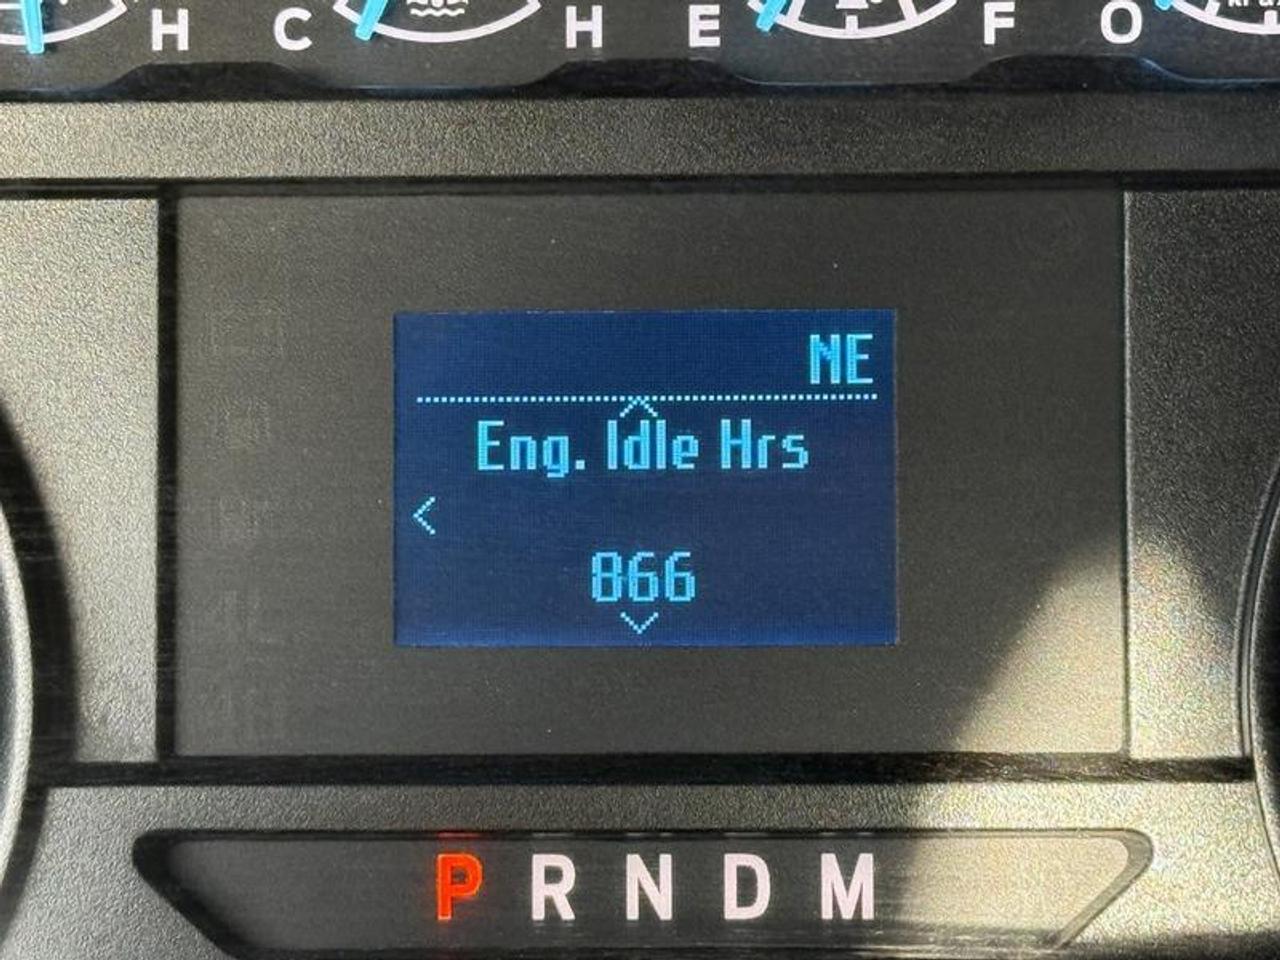 H C H E F O
NE
Eng. Idle Hrs
<
866
P R N D M